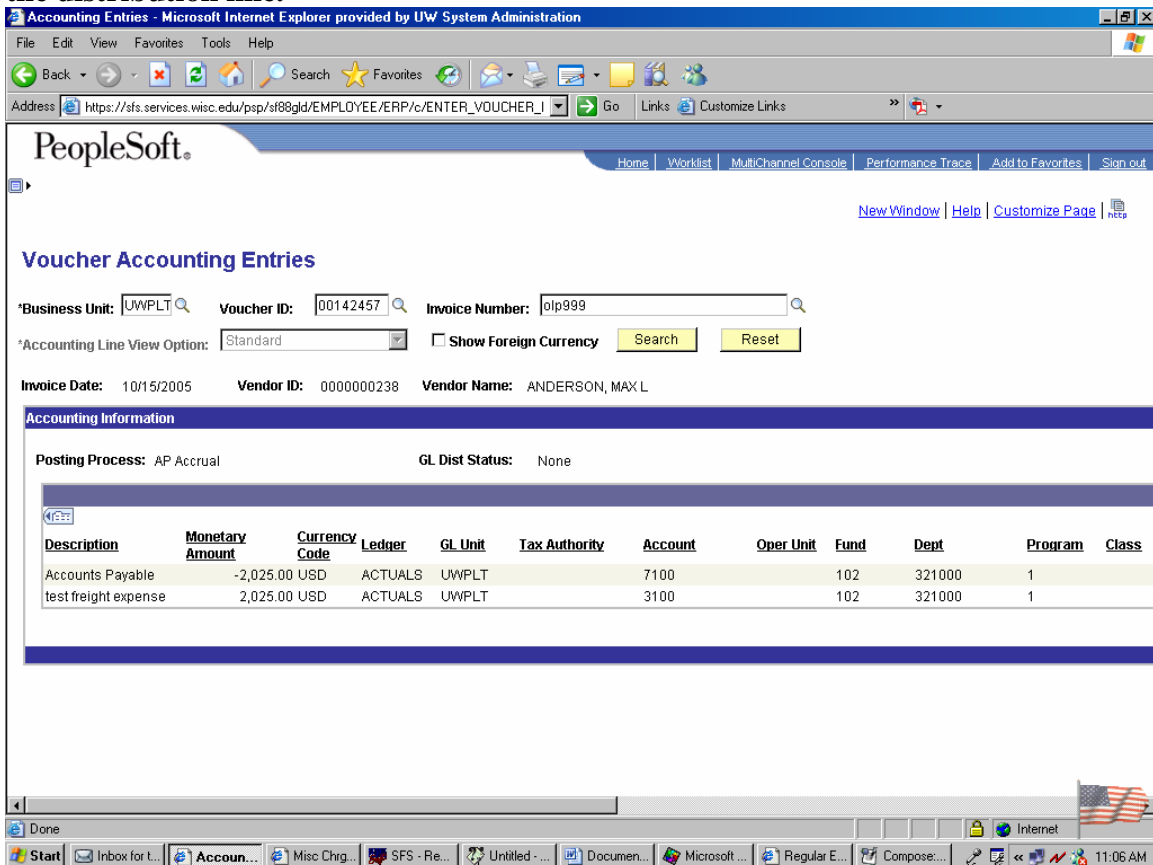 the distribution line.
Accounting Entries - Microsoft Internet Explorer provided by UW System Administration
File Edit View Favorites Tools Help
Back Search Favorites
Address https://sfs.services.wisc.edu/psp/sf88gld/EMPLOYEE/ERP/c/ENTER_VOUCHER_I Go Links Customize Links »
PeopleSoft®
Home | Worklist | MultiChannel Console | Performance Trace | Add to Favorites | Sign out
New Window | Help | Customize Page | http
Voucher Accounting Entries
*Business Unit: UWPLT Voucher ID: 00142457 Invoice Number: olp999
*Accounting Line View Option: Standard Show Foreign Currency Search Reset
Invoice Date: 10/15/2005 Vendor ID: 0000000238 Vendor Name: ANDERSON, MAX L
Accounting Information
Posting Process: AP Accrual GL Dist Status: None
Description Monetary Amount Currency Code Ledger GL Unit Tax Authority Account Oper Unit Fund Dept Program Class
Accounts Payable -2,025.00 USD ACTUALS UWPLT 7100 102 321000 1
test freight expense 2,025.00 USD ACTUALS UWPLT 3100 102 321000 1
Done Internet
Start Inbox for t... Accoun... Misc Chrg... SFS - Re... Untitled - ... Documen... Microsoft ... Regular E... Compose:... « 11:06 AM